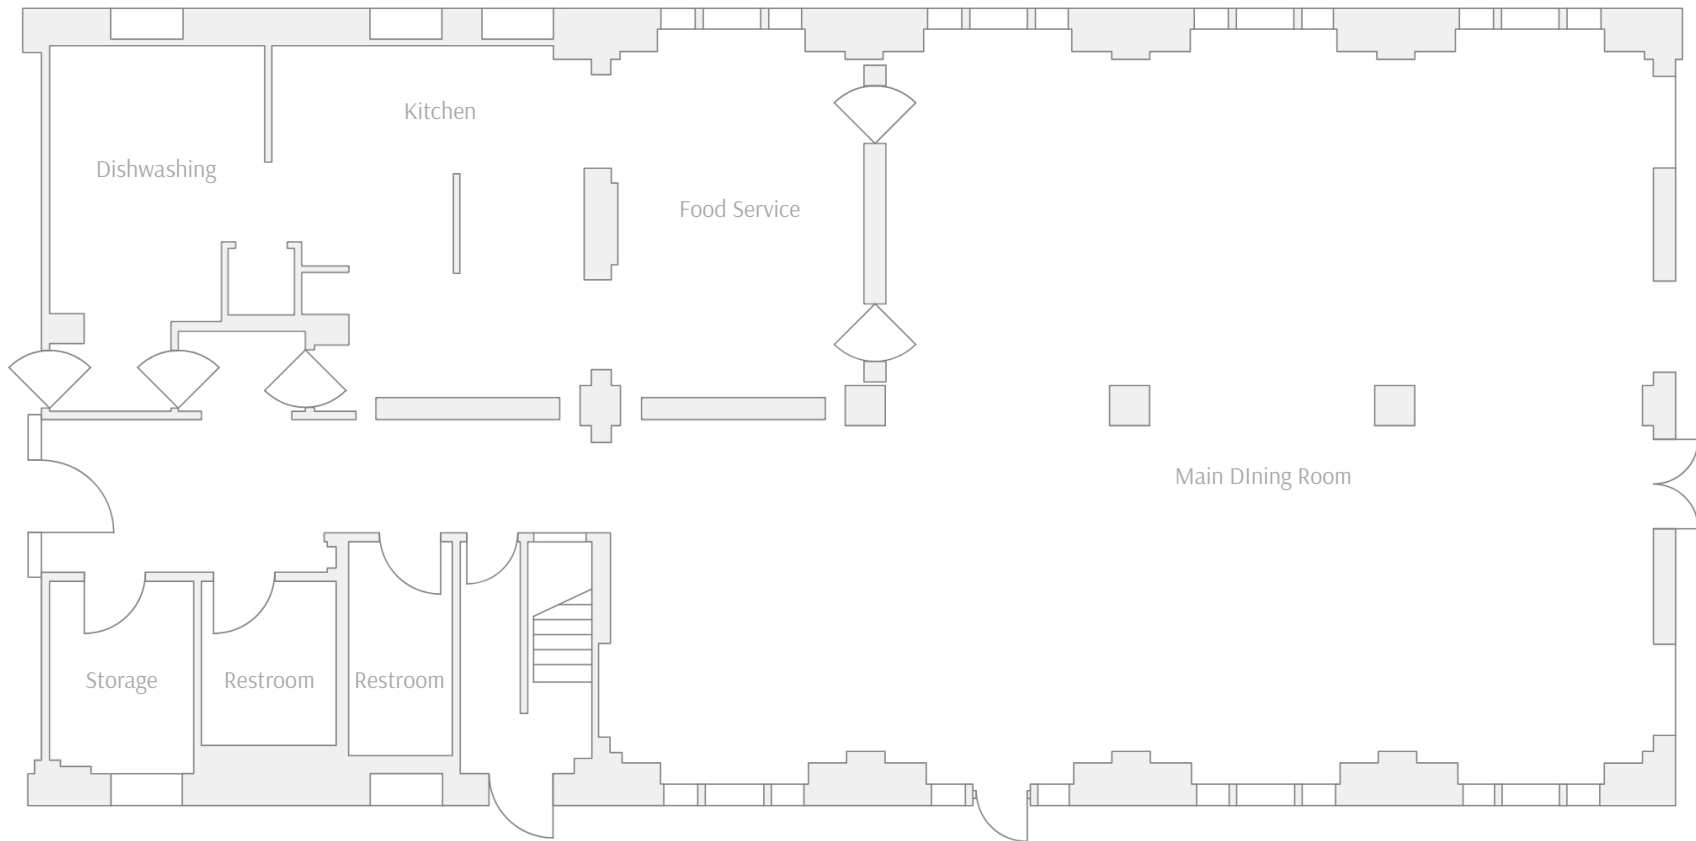 Kitchen
Dishwashing
Food Service
Main DIning Room
Storage
Restroom
Restroom